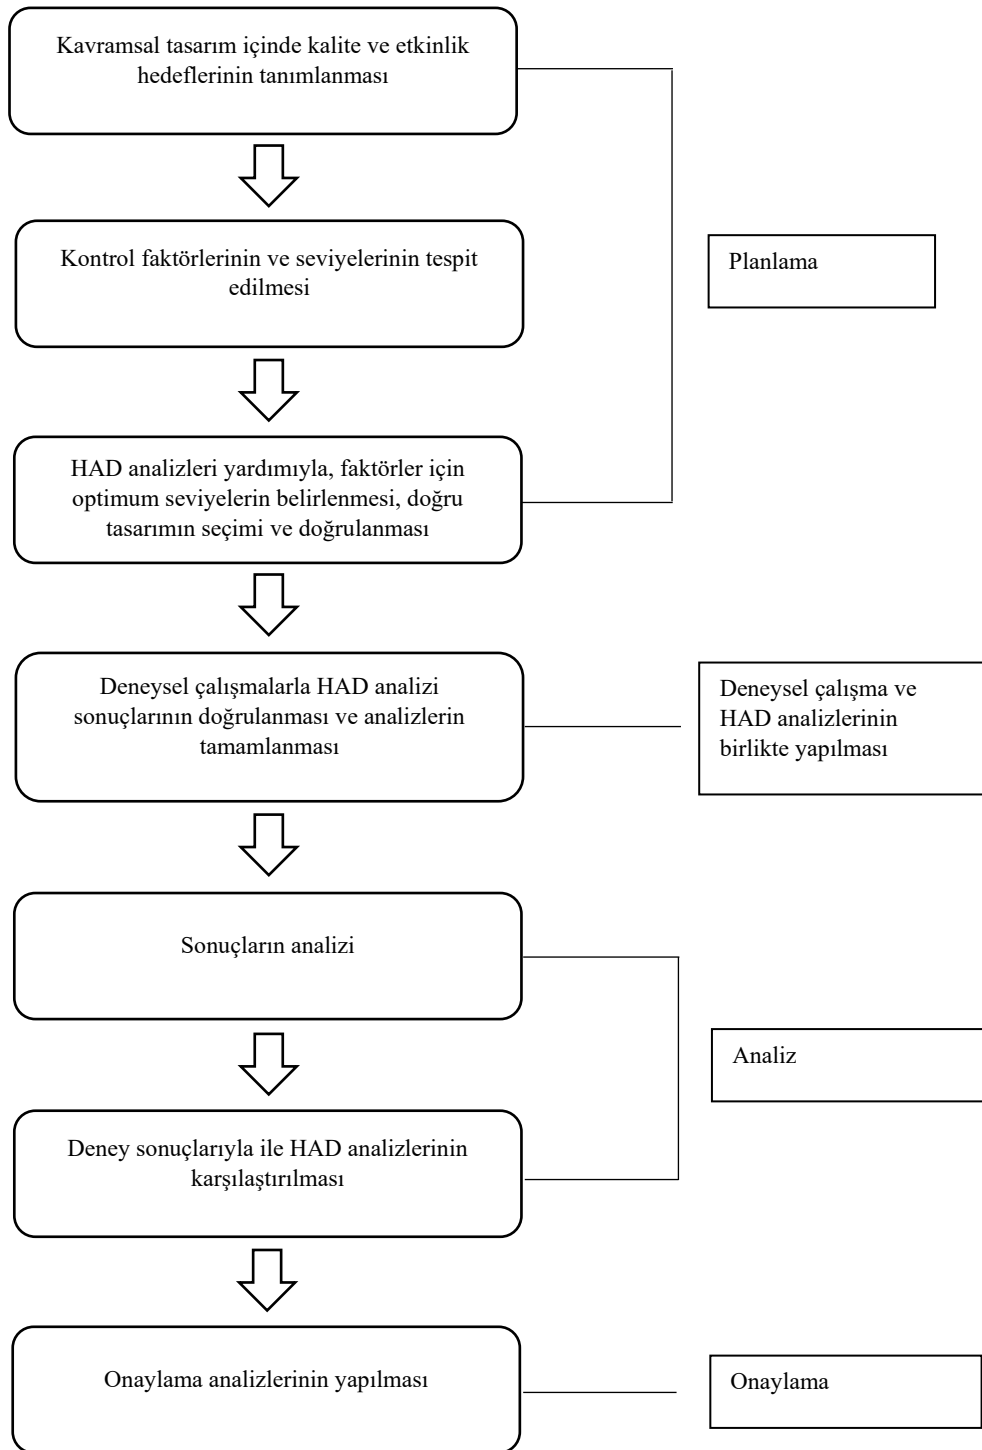 Kavramsal tasarım içinde kalite ve etkinlik
hedeflerinin tanımlanması
Kontrol faktörlerinin ve seviyelerinin tespit
edilmesi
Planlama
HAD analizleri yardımıyla, faktörler için
optimum seviyelerin belirlenmesi, doğru
tasarımın seçimi ve doğrulanması
Deneysel çalışmalarla HAD analizi
sonuçlarının doğrulanması ve analizlerin
tamamlanması
Deneysel çalışma ve
HAD analizlerinin
birlikte yapılması
Sonuçların analizi
Analiz
Deney sonuçlarıyla ile HAD analizlerinin
karşılaştırılması
Onaylama analizlerinin yapılması
Onaylama